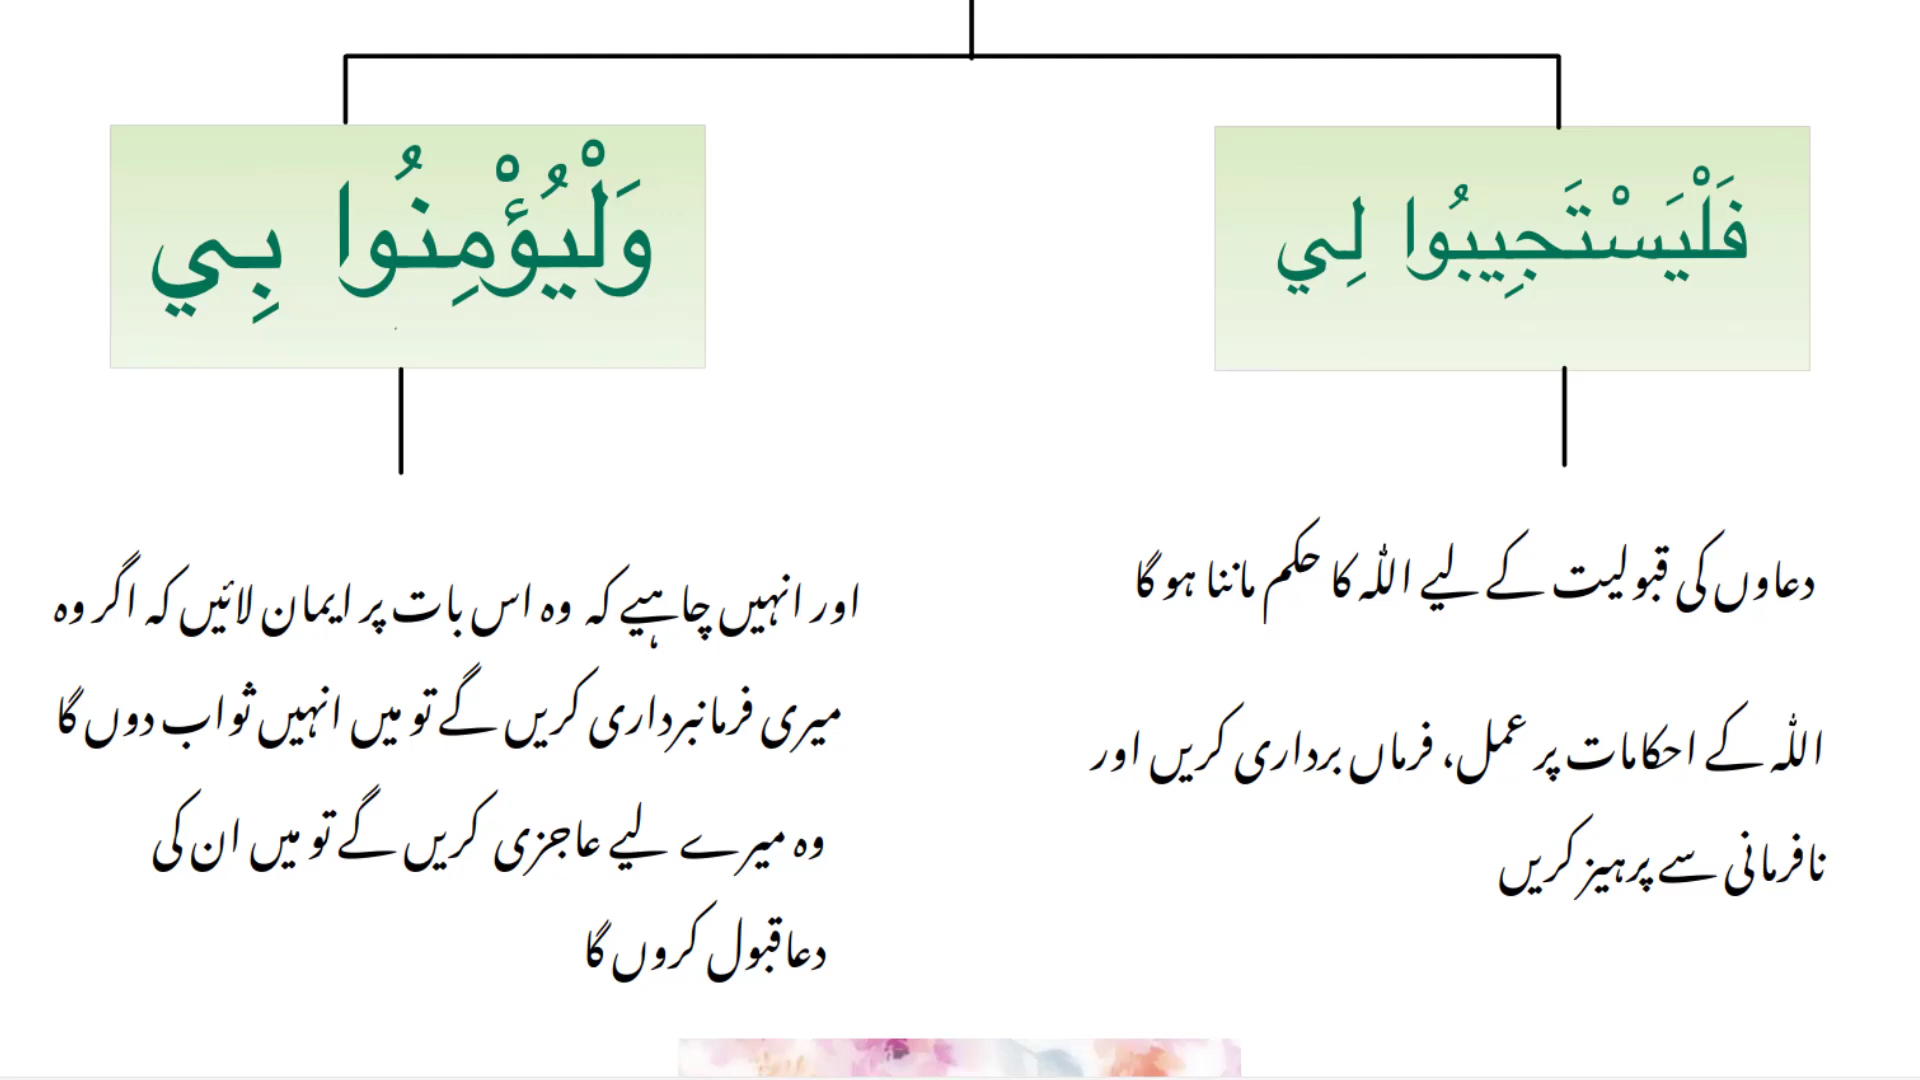 فَلْيَسْتَجِيبُوا لِي
دعاوں کی قبولیت کے لیے اللہ کا حکم ماننا ہو گا
اللہ کے احکامات پر عمل، فرماں برداری کریں اور
نافرمانی سے پرہیز کریں
وَلْيُؤْمِنُوا بِي
اور انہیں چاہیے کہ وہ اس بات پر ایمان لائیں کہ اگر وہ
میری فرمانبرداری کریں گے تو میں انہیں ثواب دوں گا
وہ میرے لیے عاجزی کریں گے تو میں ان کی
دعا قبول کروں گا